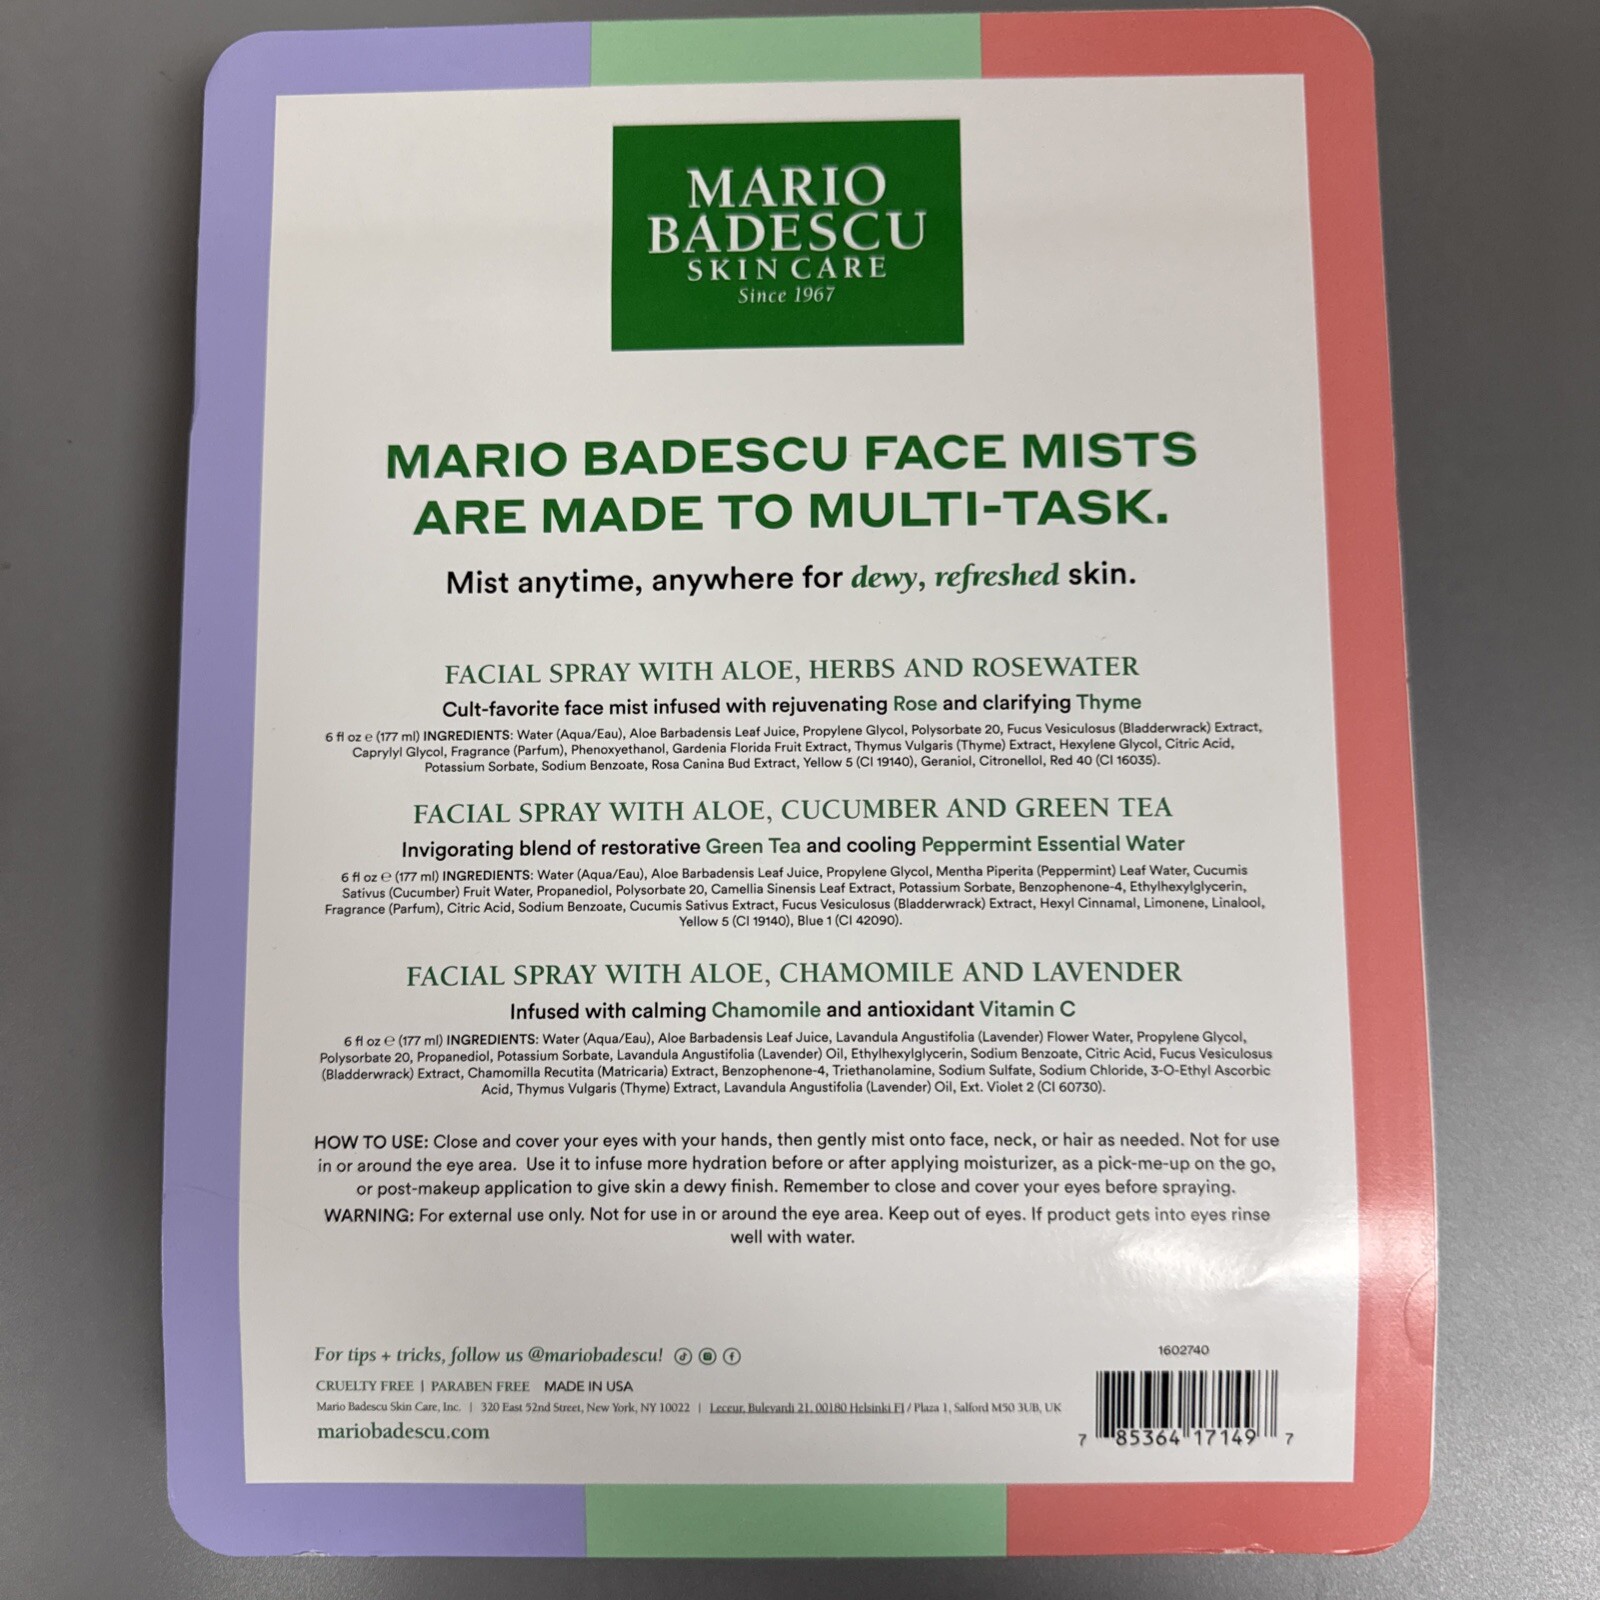 MARIO
BADESCU
SKIN CARE
Since 1967
MARIO BADESCU FACE MISTS
ARE MADE TO MULTI-TASK.
Mist anytime, anywhere for dewy, refreshed skin.
FACIAL SPRAY WITH ALOE, HERBS AND ROSEWATER
Cult-favorite face mist infused with rejuvenating Rose and clarifying Thyme
6 fl oz e (177 ml) INGREDIENTS: Water (Aqua/Eau), Aloe Barbadensis Leaf Juice, Propylene Glycol, Polysorbate 20, Fucus Vesiculosus (Bladderwrack) Extract,
Caprylyl Glycol, Fragrance (Parfum), Phenoxyethanol, Gardenia Florida Fruit Extract, Thymus Vulgaris (Thyme) Extract, Hexylene Glycol, Citric Acid,
Potassium Sorbate, Sodium Benzoate, Rosa Canina Bud Extract, Yellow 5 (CI 19140), Geraniol, Citronellol, Red 40 (CI 16035).
FACIAL SPRAY WITH ALOE, CUCUMBER AND GREEN TEA
Invigorating blend of restorative Green Tea and cooling Peppermint Essential Water
6 fl oz ℮ (177 ml) INGREDIENTS: Water (Aqua/Eau), Aloe Barbadensis Leaf Juice, Propylene Glycol, Mentha Piperita (Peppermint) Leaf Water, Cucumis
Sativus (Cucumber) Fruit Water, Propanediol, Polysorbate 20, Camellia Sinensis Leaf Extract, Potassium Sorbate, Benzophenone-4, Ethylhexylglycerin,
Fragrance (Parfum), Citric Acid, Sodium Benzoate, Cucumis Sativus Extract, Fucus Vesiculosus (Bladderwrack) Extract, Hexyl Cinnamal, Limonene, Linalool,
Yellow 5 (CI 19140), Blue 1 (CI 42090).
FACIAL SPRAY WITH ALOE, CHAMOMILE AND LAVENDER
Infused with calming Chamomile and antioxidant Vitamin C
6 fl oz ℮ (177 ml) INGREDIENTS: Water (Aqua/Eau), Aloe Barbadensis Leaf Juice, Lavandula Angustifolia (Lavender) Flower Water, Propylene Glycol,
Polysorbate 20, Propanediol, Potassium Sorbate, Lavandula Angustifolia (Lavender) Oil, Ethylhexylglycerin, Sodium Benzoate, Citric Acid, Fucus Vesiculosus
(Bladderwrack) Extract, Chamomilla Recutita (Matricaria) Extract, Benzophenone-4, Triethanolamine, Sodium Sulfate, Sodium Chloride, 3-O-Ethyl Ascorbic
Acid, Thymus Vulgaris (Thyme) Extract, Lavandula Angustifolia (Lavender) Oil, Ext. Violet 2 (CI 60730).
HOW TO USE: Close and cover your eyes with your hands, then gently mist onto face, neck, or hair as needed. Not for use
in or around the eye area. Use it to infuse more hydration before or after applying moisturizer, as a pick-me-up on the go,
or post-makeup application to give skin a dewy finish. Remember to close and cover your eyes before spraying.
WARNING: For external use only. Not for use in or around the eye area. Keep out of eyes. If product gets into eyes rinse
well with water.
For tips + tricks, follow us @mariobadescu!
CRUELTY FREE | PARABEN FREE MADE IN USA
Mario Badescu Skin Care, Inc. | 320 East 52nd Street, New York, NY 10022 | Leceur, Bulevardi 21, 00180 Helsinki FI / Plaza 1, Salford M50 3UB, UK
mariobadescu.com
1602740
7 85364 17149 7